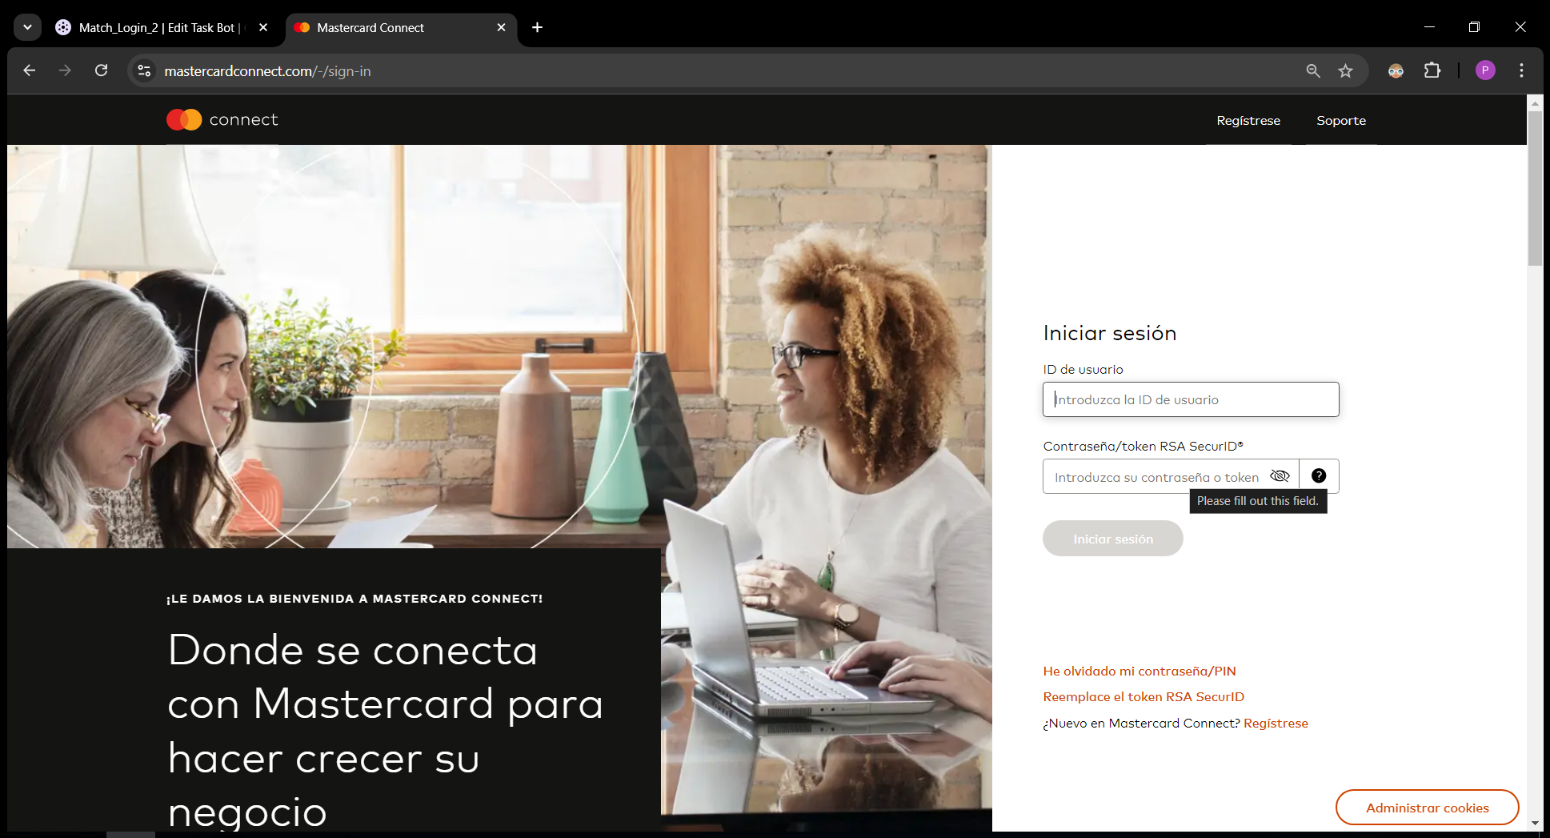 Match_Login_2 | Edit Task Bot |
Mastercard Connect
mastercardconnect.com/-/sign-in
P
connect
Regístrese
Soporte
Iniciar sesión
ID de usuario
Introduzca la ID de usuario
Contraseña/token RSA SecurID®
Introduzca su contraseña o token
?
Please fill out this field.
Iniciar sesión
¡LE DAMOS LA BIENVENIDA A MASTERCARD CONNECT!
Donde se conecta
con Mastercard para
hacer crecer su
negocio
He olvidado mi contraseña/PIN
Reemplace el token RSA SecurID
¿Nuevo en Mastercard Connect? Regístrese
Administrar cookies